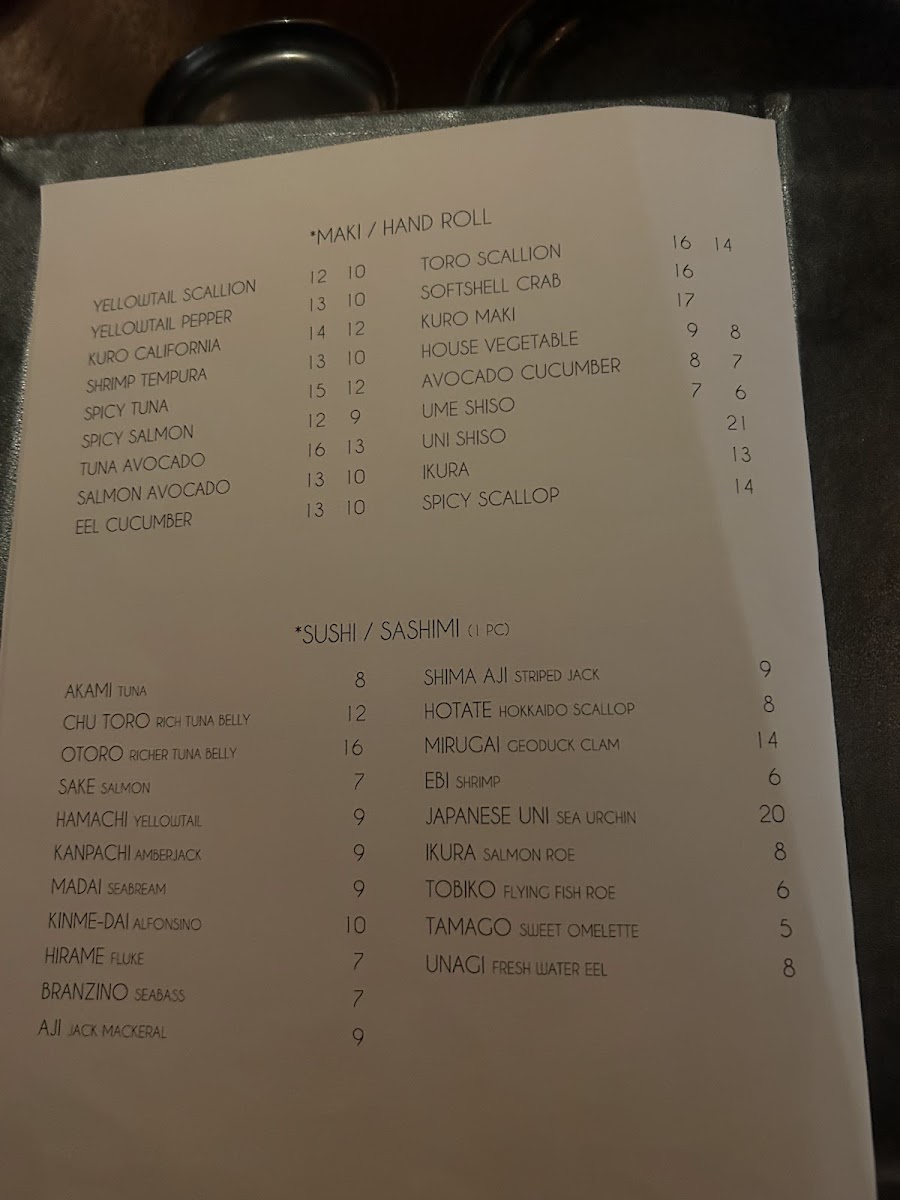 *MAKI / HAND ROLL
YELLOWTAIL SCALLION 12 10
YELLOWTAIL PEPPER 13 10
KURO CALIFORNIA 14 12
SHRIMP TEMPURA 13 10
SPICY TUNA 15 12
SPICY SALMON 12 9
TUNA AVOCADO 16 13
SALMON AVOCADO 13 10
EEL CUCUMBER 13 10
TORO SCALLION 16 14
SOFTSHELL CRAB 16
KURO MAKI 17
HOUSE VEGETABLE 9 8
AVOCADO CUCUMBER 8 7
UME SHISO 7 6
UNI SHISO 21
IKURA 13
SPICY SCALLOP 14
*SUSHI / SASHIMI (1 PC)
AKAMI TUNA 8
CHU TORO RICH TUNA BELLY 12
OTORO RICHER TUNA BELLY 16
SAKE SALMON 7
HAMACHI YELLOWTAIL 9
KANPACHI AMBERJACK 9
MADAI SEABREAM 9
KINME-DAI ALFONSINO 10
HIRAME FLUKE 7
BRANZINO SEABASS 7
AJI JACK MACKERAL 9
SHIMA AJI STRIPED JACK 9
HOTATE HOKKAIDO SCALLOP 8
MIRUGAI GEODUCK CLAM 14
EBI SHRIMP 6
JAPANESE UNI SEA URCHIN 20
IKURA SALMON ROE 8
TOBIKO FLYING FISH ROE 6
TAMAGO SWEET OMELETTE 5
UNAGI FRESH WATER EEL 8